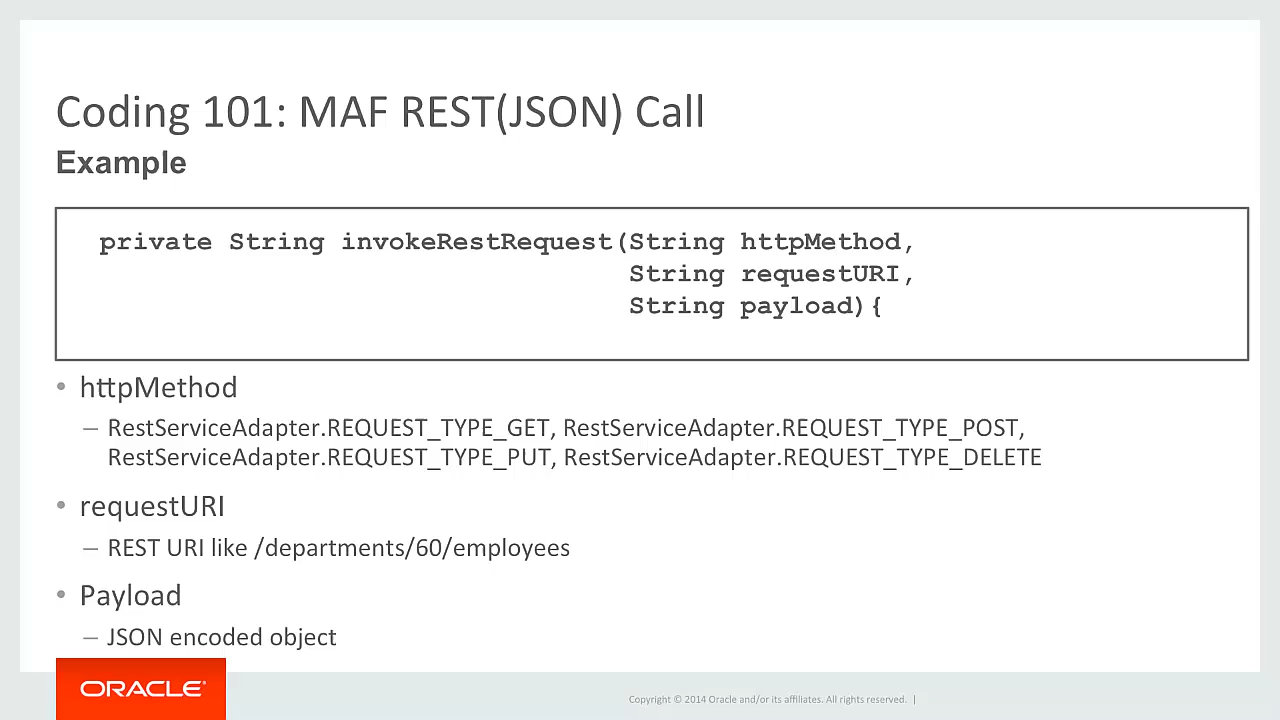 Coding 101: MAF REST(JSON) Call
Example
private String invokeRestRequest(String httpMethod,
String requestURI,
String payload){
• httpMethod
– RestServiceAdapter.REQUEST_TYPE_GET, RestServiceAdapter.REQUEST_TYPE_POST,
RestServiceAdapter.REQUEST_TYPE_PUT, RestServiceAdapter.REQUEST_TYPE_DELETE
• requestURI
– REST URI like /departments/60/employees
• Payload
– JSON encoded object
ORACLE®
Copyright © 2014 Oracle and/or its affiliates. All rights reserved. |